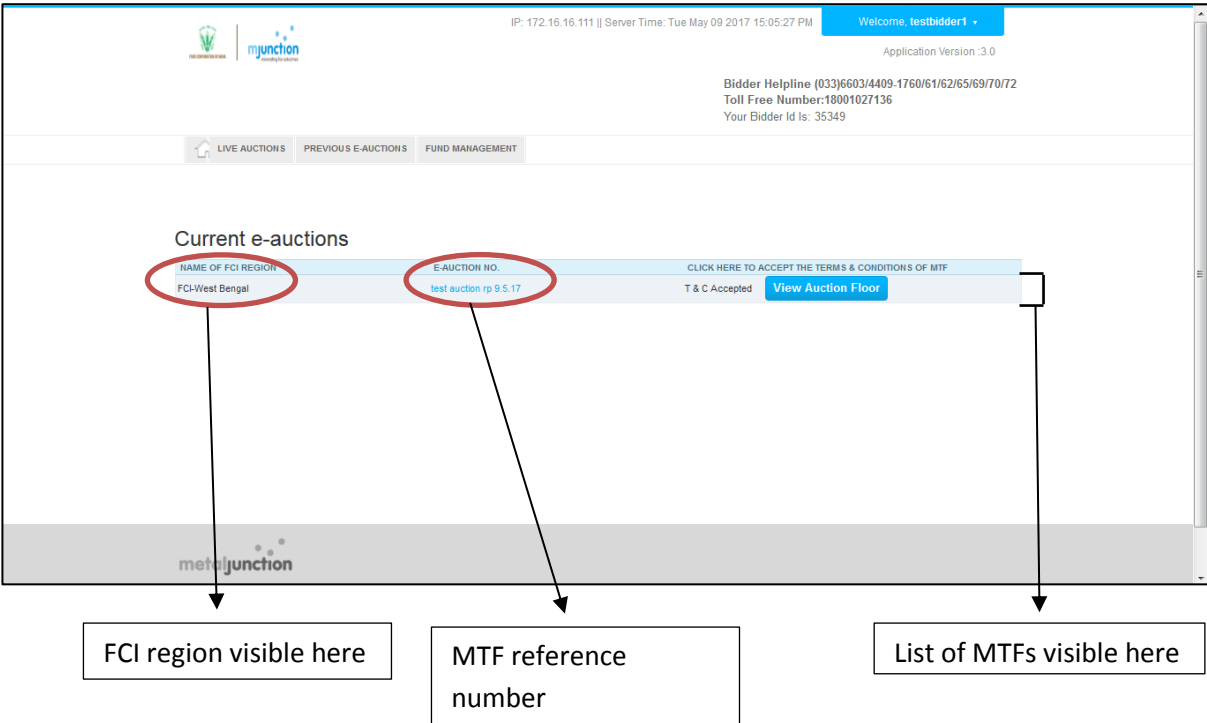 IP: 172.16.16.111 || Server Time: Tue May 09 2017 15:05:27 PM
Welcome, testbidder1
mjunction
Application Version :3.0
Bidder Helpline (033)6603/4409-1760/61/62/65/69/70/72
Toll Free Number:18001027136
Your Bidder Id Is: 35349
LIVE AUCTIONS PREVIOUS E-AUCTIONS FUND MANAGEMENT
Current e-auctions
NAME OF FCI REGION E-AUCTION NO. CLICK HERE TO ACCEPT THE TERMS & CONDITIONS OF MTF
FCI-West Bengal test auction rp 9.5.17 T & C Accepted View Auction Floor
metaljunction
FCI region visible here
MTF reference
number
List of MTFs visible here